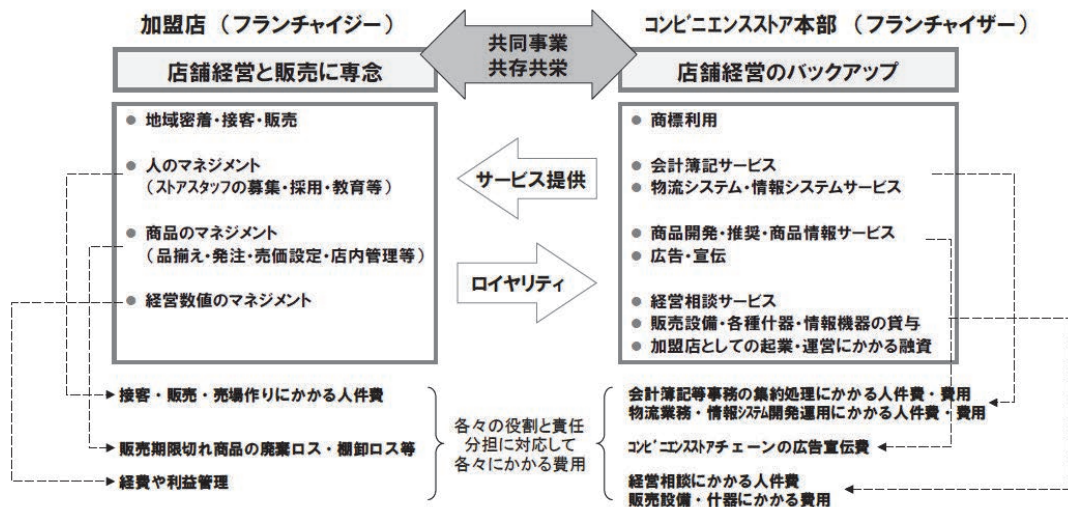 加盟店 （フランチャイジー）
共同事業
共存共栄
コンビニエンスストア本部 （フランチャイザー）
店舗経営と販売に専念
店舗経営のバックアップ
● 地域密着・接客・販売
● 人のマネジメント
（ストアスタッフの募集・採用・教育等）
● 商品のマネジメント
（品揃え・発注・売価設定・店内管理等）
● 経営数値のマネジメント
サービス提供
ロイヤリティ
● 商標利用
● 会計簿記サービス
● 物流システム・情報システムサービス
● 商品開発・推奨・商品情報サービス
● 広告・宣伝
● 経営相談サービス
● 販売設備・各種什器・情報機器の貸与
● 加盟店としての起業・運営にかかる融資
接客・販売・売場作りにかかる人件費
販売期限切れ商品の廃棄ロス・棚卸ロス等
経費や利益管理
各々の役割と責任
分担に対応して
各々にかかる費用
会計簿記等事務の集約処理にかかる人件費・費用
物流業務・情報システム開発運用にかかる人件費・費用
コンビニエンスストアチェーンの広告宣伝費
経営相談にかかる人件費
販売設備・什器にかかる費用